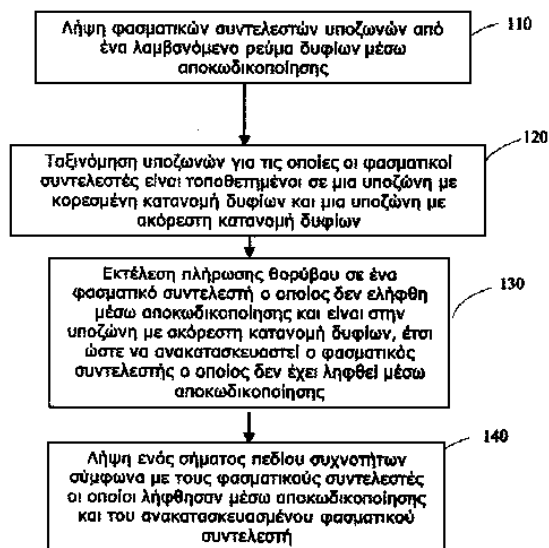 Λήψη φασματικών συντελεστών υποζωνών από
ένα λαμβανόμενο ρεύμα δυφίων μέσω
αποκωδικοποίησης
110
Ταξινόμηση υποζωνών για τις οποίες οι φασματικοί
συντελεστές είναι τοποθετημένοι σε μια υποζώνη με
κορεσμένη κατανομή δυφίων και μια υποζώνη με
ακόρεστη κατανομή δυφίων
120
Εκτέλεση πλήρωσης θορύβου σε ένα
φασματικό συντελεστή ο οποίος δεν ελήφθη
μέσω αποκωδικοποίησης και είναι στην
υποζώνη με ακόρεστη κατανομή δυφίων, έτσι
ώστε να ανακατασκευαστεί ο φασματικός
συντελεστής ο οποίος δεν έχει ληφθεί μέσω
αποκωδικοποίησης
130
Λήψη ενός σήματος πεδίου συχνοτήτων
σύμφωνα με τους φασματικούς συντελεστές
οι οποίοι λήφθησαν μέσω αποκωδικοποίησης
και του ανακατασκευασμένου φασματικού
συντελεστή
140